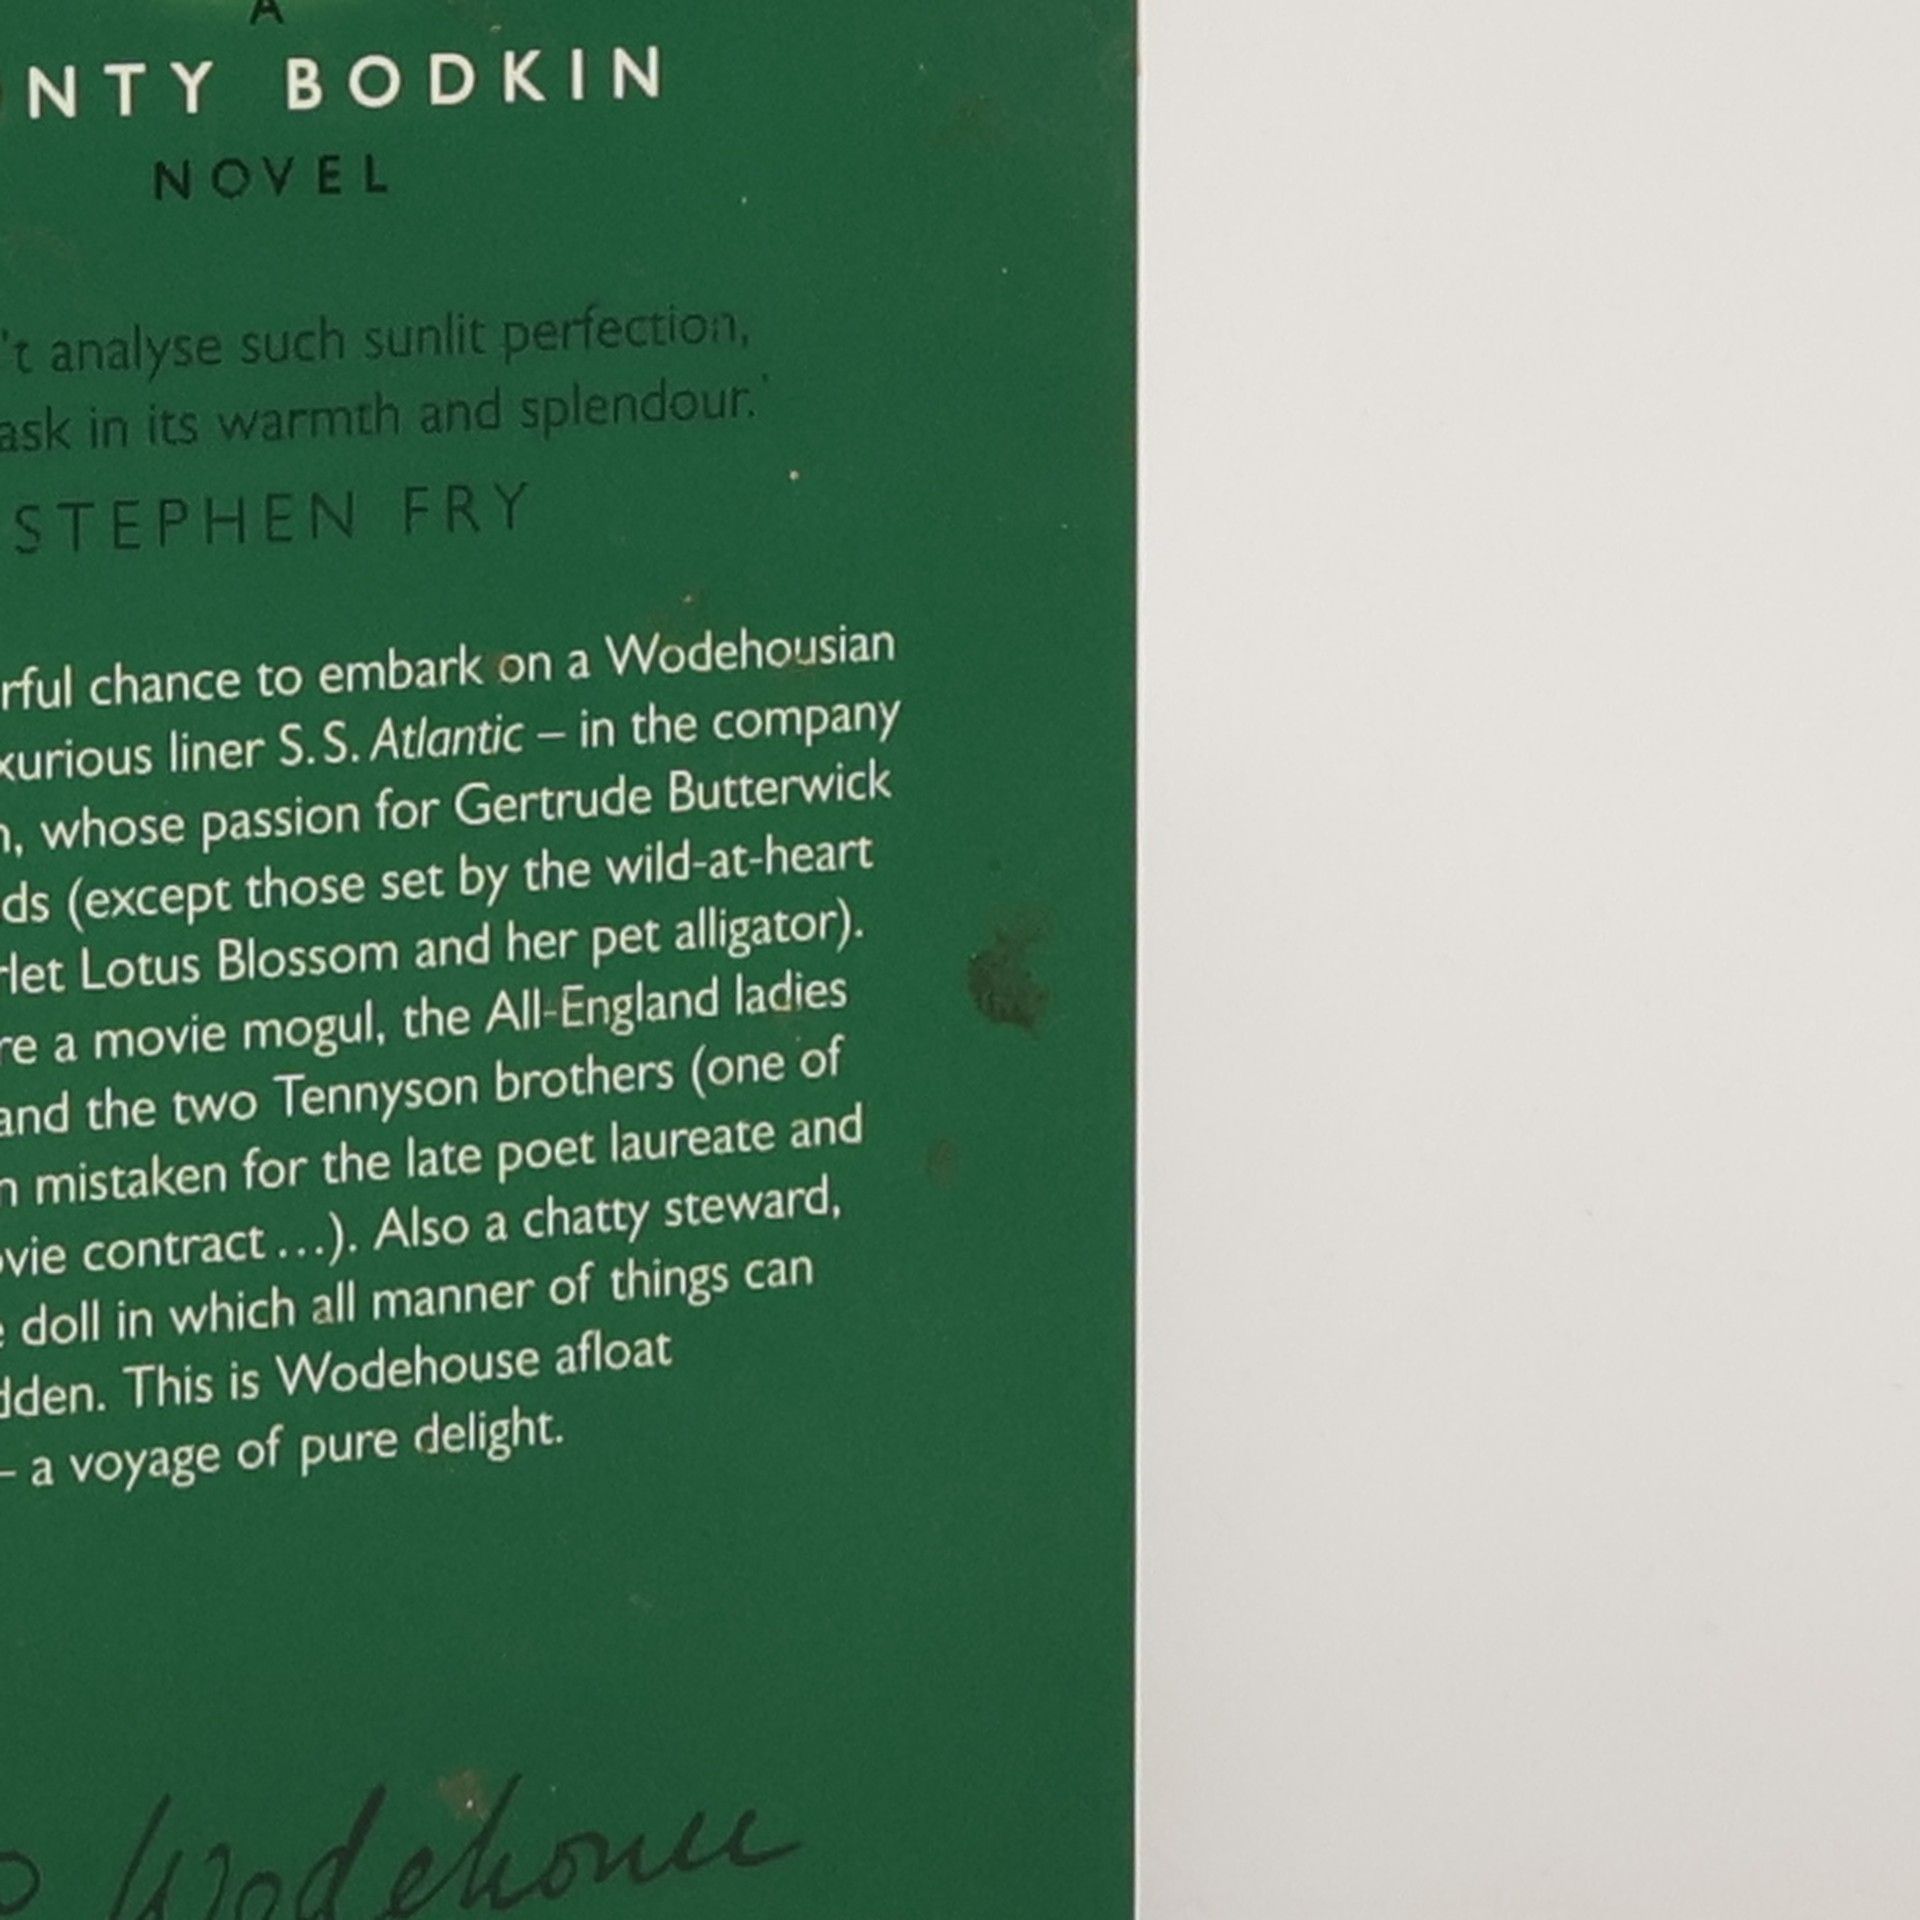 A
NTY BODKIN
NOVEL
't analyse such sunlit perfection,
ask in its warmth and splendour.'
STEPHEN FRY
rful chance to embark on a Wodehousian
xurious liner S.S. Atlantic – in the company
n, whose passion for Gertrude Butterwick
ds (except those set by the wild-at-heart
rlet Lotus Blossom and her pet alligator).
re a movie mogul, the All-England ladies
and the two Tennyson brothers (one of
n mistaken for the late poet laureate and
ovie contract ...). Also a chatty steward,
e doll in which all manner of things can
dden. This is Wodehouse afloat
– a voyage of pure delight.
Wodehouse